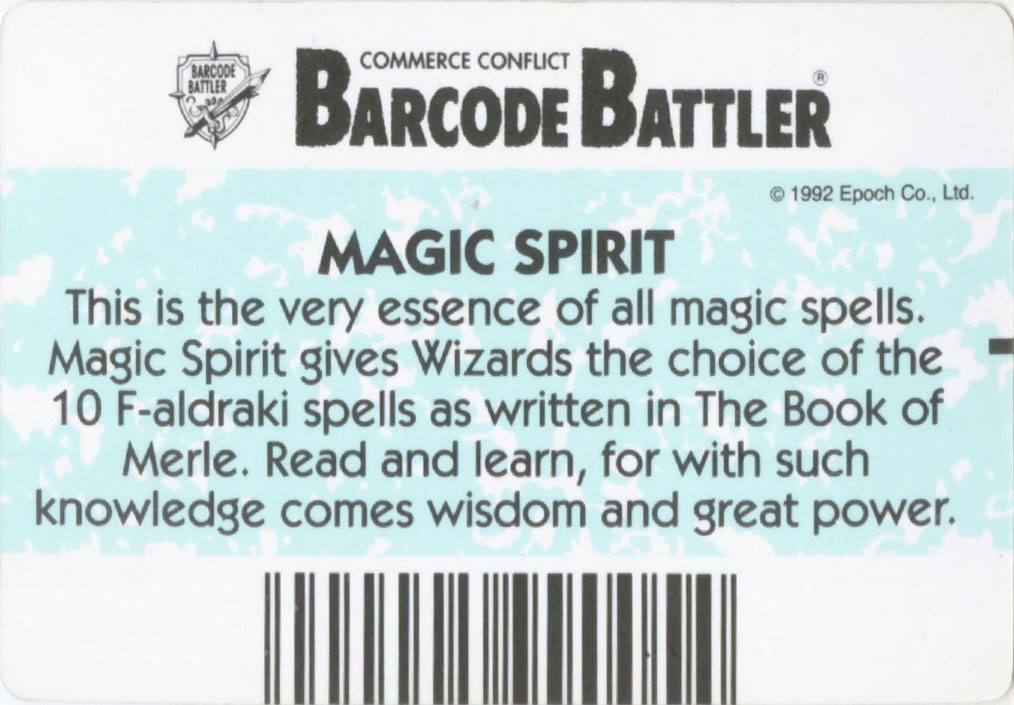 BARCODE
BATTLER
COMMERCE CONFLICT
BARCODE BATTLER®
© 1992 Epoch Co., Ltd.
MAGIC SPIRIT
This is the very essence of all magic spells.
Magic Spirit gives Wizards the choice of the
10 F-aldraki spells as written in The Book of
Merle. Read and learn, for with such
knowledge comes wisdom and great power.